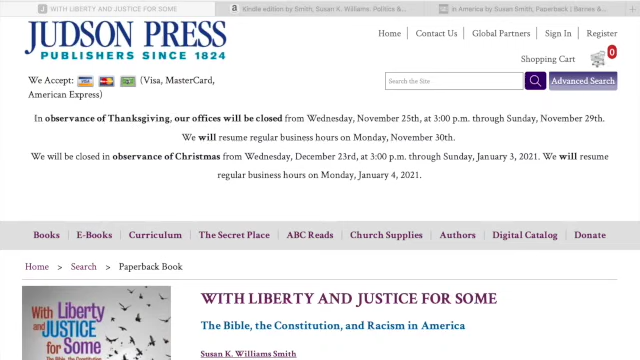 WITH LIBERTY AND JUSTICE FOR SOME
Kindle edition by Smith, Susan K. Williams. Politics &...
in America by Susan Smith, Paperback | Barnes &...
JUDSON PRESS
PUBLISHERS SINCE 1824
Home Contact Us Global Partners Sign In Register
Shopping Cart 0
We Accept: (Visa, MasterCard,
American Express)
Search the Site
Advanced Search
In observance of Thanksgiving, our offices will be closed from Wednesday, November 25th, at 3:00 p.m. through Sunday, November 29th.
We will resume regular business hours on Monday, November 30th.
We will be closed in observance of Christmas from Wednesday, December 23rd, at 3:00 p.m. through Sunday, January 3, 2021. We will resume
regular business hours on Monday, January 4, 2021.
Books E-Books Curriculum The Secret Place ABC Reads Church Supplies Authors Digital Catalog Donate
Home > Search > Paperback Book
With Liberty
and JUSTICE
for Some
The Bible, the Constitution,
WITH LIBERTY AND JUSTICE FOR SOME
The Bible, the Constitution, and Racism in America
Susan K. Williams Smith